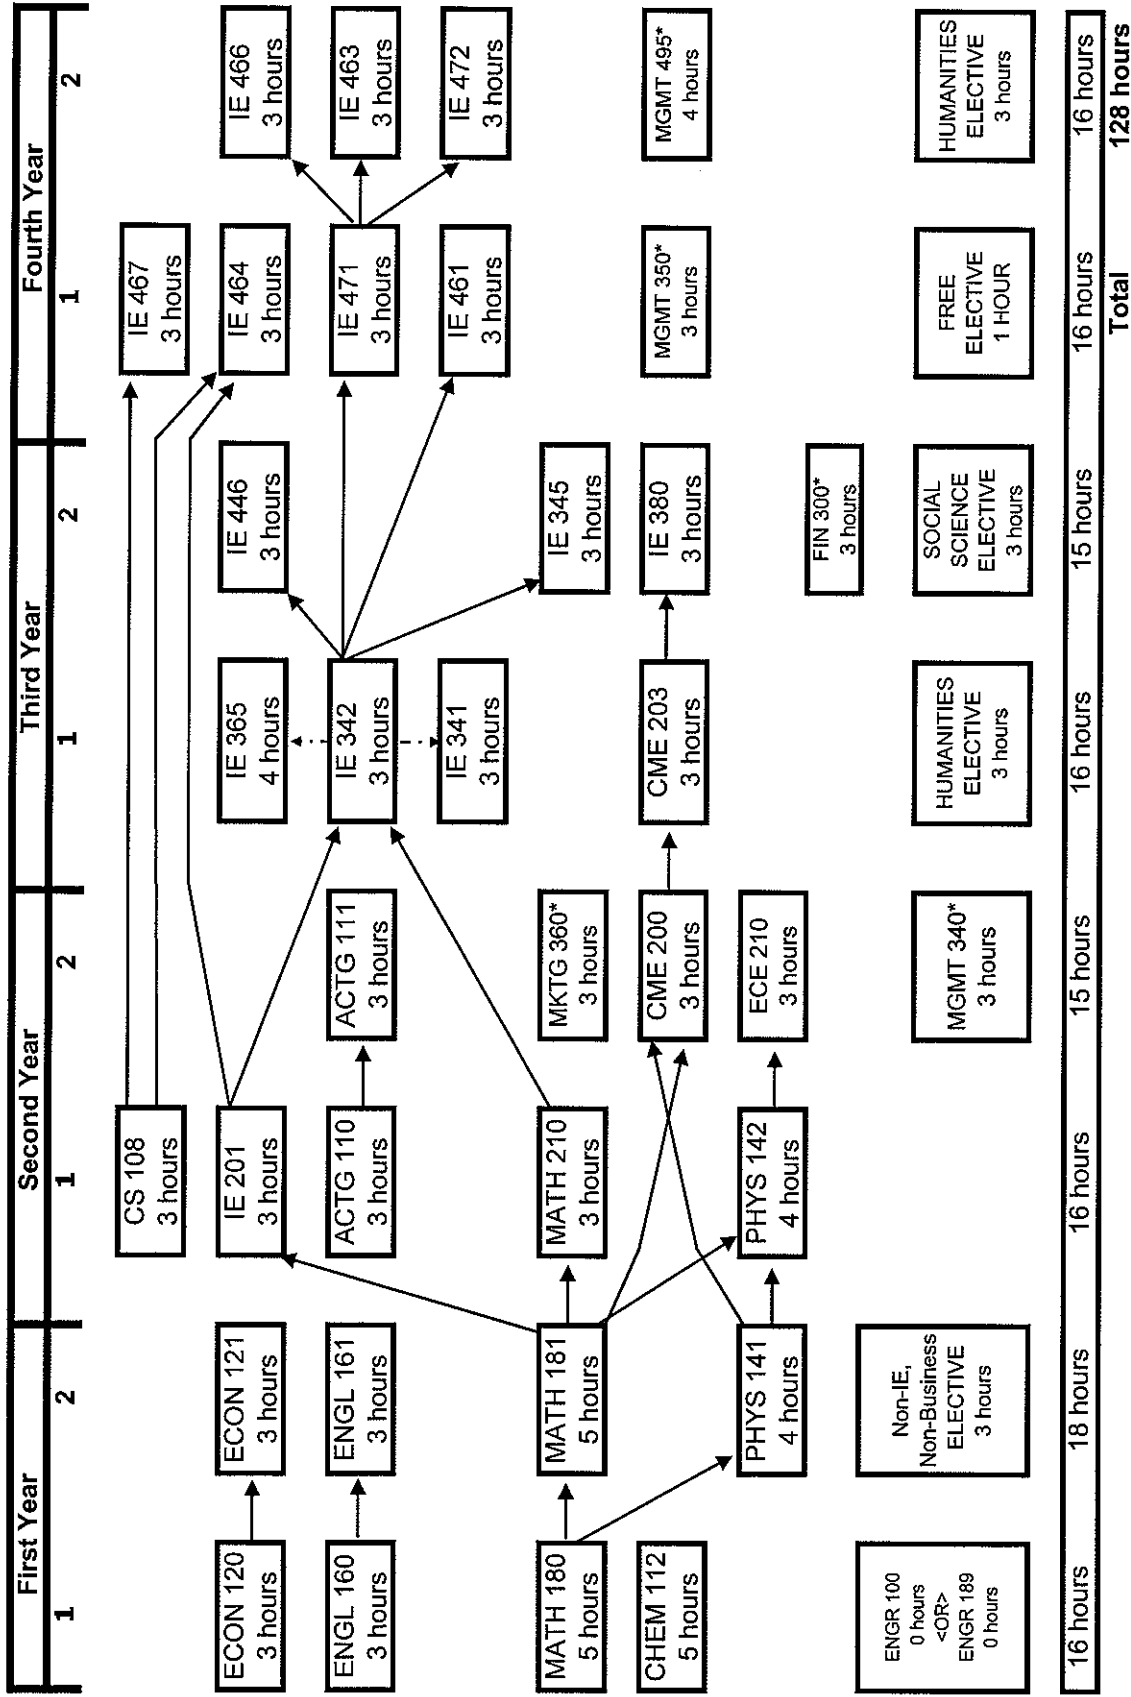 First Year
Second Year
Third Year
Fourth Year
1
2
1
2
1
2
1
2
ECON 120
3 hours
ENGL 160
3 hours
MATH 180
5 hours
CHEM 112
5 hours
ENGR 100
0 hours
<OR>
ENGR 189
0 hours
16 hours
ECON 121
3 hours
ENGL 161
3 hours
MATH 181
5 hours
PHYS 141
4 hours
Non-IE,
Non-Business
ELECTIVE
3 hours
18 hours
CS 108
3 hours
IE 201
3 hours
ACTG 110
3 hours
MATH 210
3 hours
PHYS 142
4 hours
16 hours
ACTG 111
3 hours
MKTG 360*
3 hours
CME 200
3 hours
ECE 210
3 hours
MGMT 340*
3 hours
15 hours
IE 365
4 hours
IE 342
3 hours
IE 341
3 hours
CME 203
3 hours
HUMANITIES
ELECTIVE
3 hours
16 hours
IE 446
3 hours
IE 345
3 hours
IE 380
3 hours
FIN 300*
3 hours
SOCIAL
SCIENCE
ELECTIVE
3 hours
15 hours
IE 467
3 hours
IE 464
3 hours
IE 471
3 hours
IE 461
3 hours
MGMT 350*
3 hours
FREE
ELECTIVE
1 HOUR
16 hours
IE 466
3 hours
IE 463
3 hours
IE 472
3 hours
MGMT 495*
4 hours
HUMANITIES
ELECTIVE
3 hours
16 hours
Total 128 hours